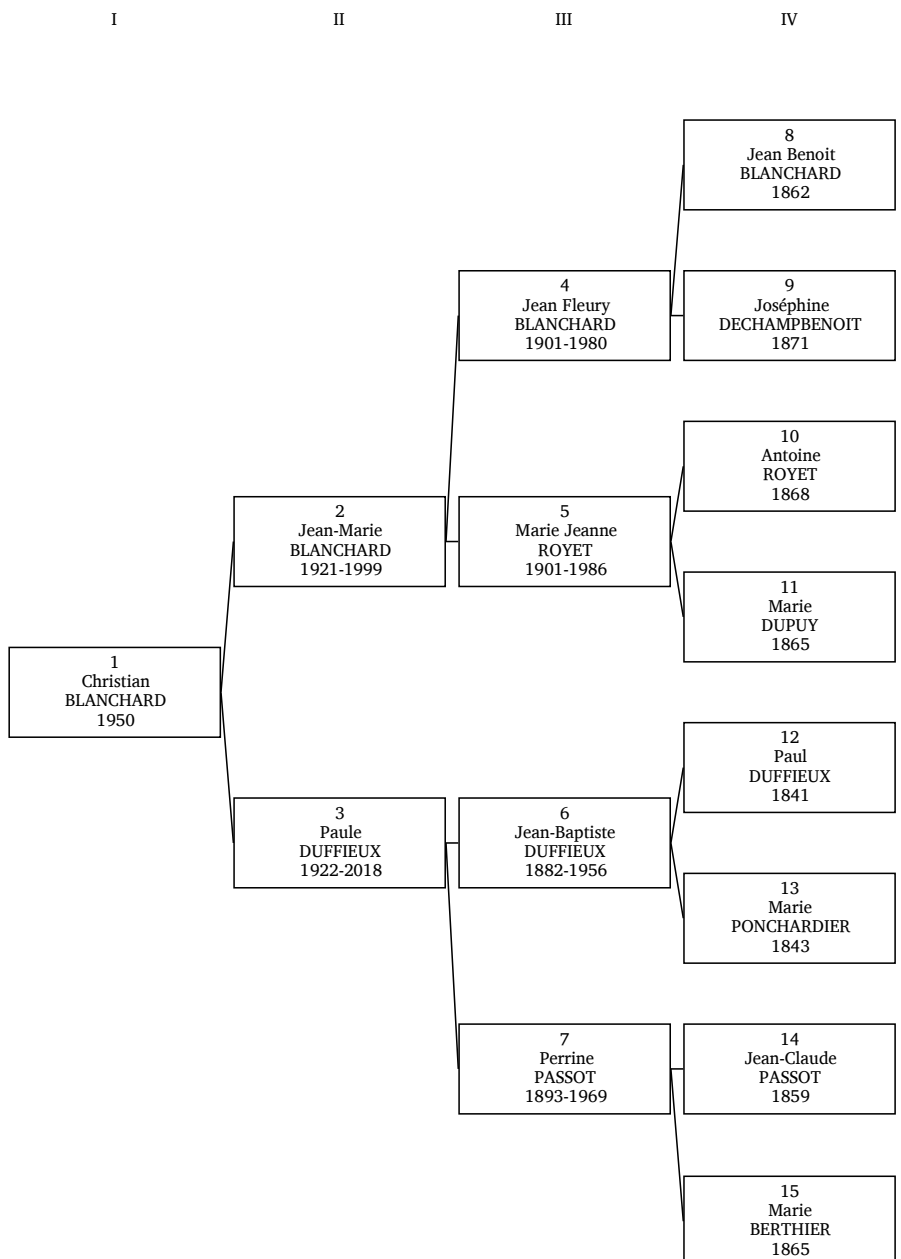 I II III IV
8
Jean Benoit
BLANCHARD
1862
4
Jean Fleury
BLANCHARD
1901-1980
9
Joséphine
DECHAMPBENOIT
1871
10
Antoine
ROYET
1868
2
Jean-Marie
BLANCHARD
1921-1999
5
Marie Jeanne
ROYET
1901-1986
11
Marie
DUPUY
1865
1
Christian
BLANCHARD
1950
12
Paul
DUFFIEUX
1841
3
Paule
DUFFIEUX
1922-2018
6
Jean-Baptiste
DUFFIEUX
1882-1956
13
Marie
PONCHARDIER
1843
7
Perrine
PASSOT
1893-1969
14
Jean-Claude
PASSOT
1859
15
Marie
BERTHIER
1865